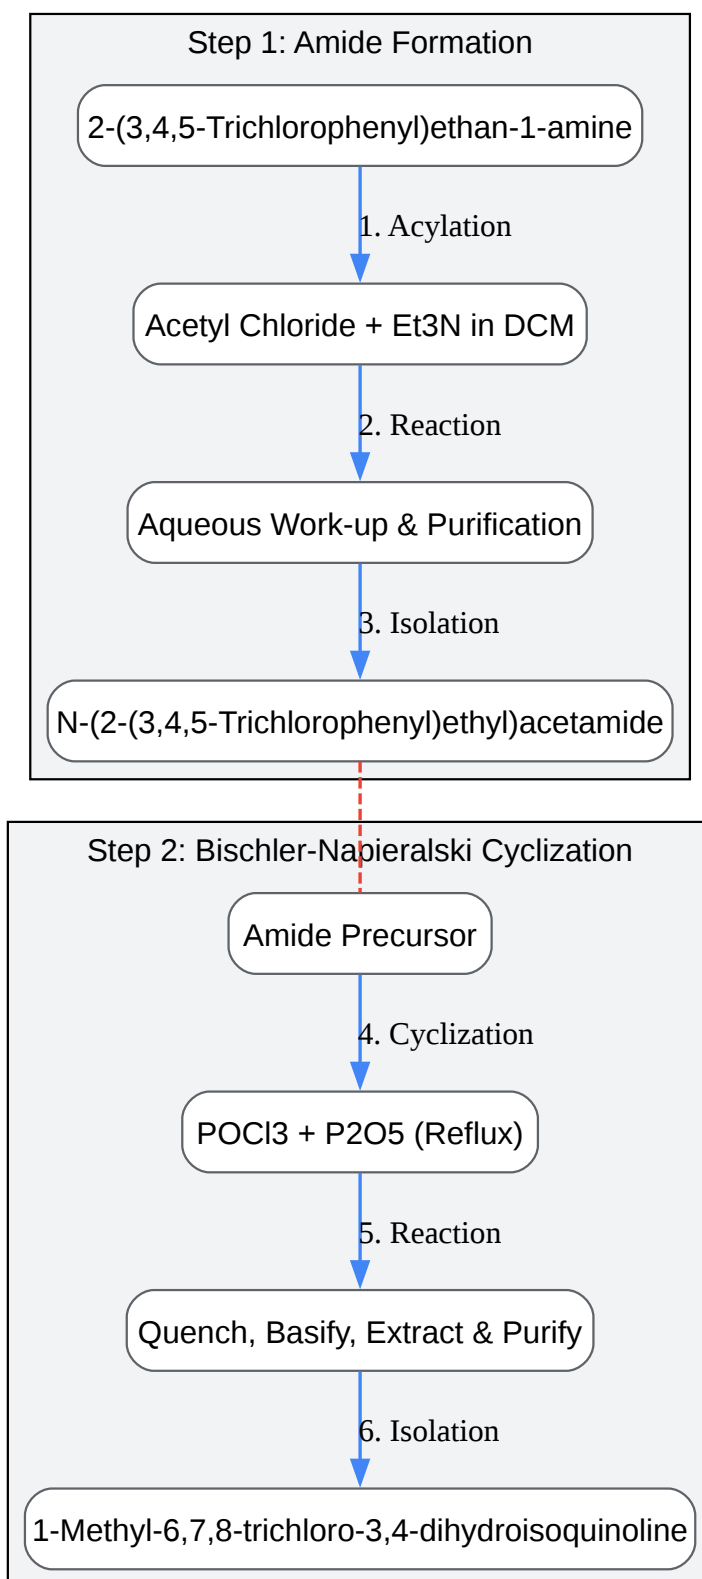 Step 1: Amide Formation
2-(3,4,5-Trichlorophenyl)ethan-1-amine
1. Acylation
Acetyl Chloride + Et3N in DCM
2. Reaction
Aqueous Work-up & Purification
3. Isolation
N-(2-(3,4,5-Trichlorophenyl)ethyl)acetamide
Step 2: Bischler-Napieralski Cyclization
Amide Precursor
4. Cyclization
POCl3 + P2O5 (Reflux)
5. Reaction
Quench, Basify, Extract & Purify
6. Isolation
1-Methyl-6,7,8-trichloro-3,4-dihydroisoquinoline